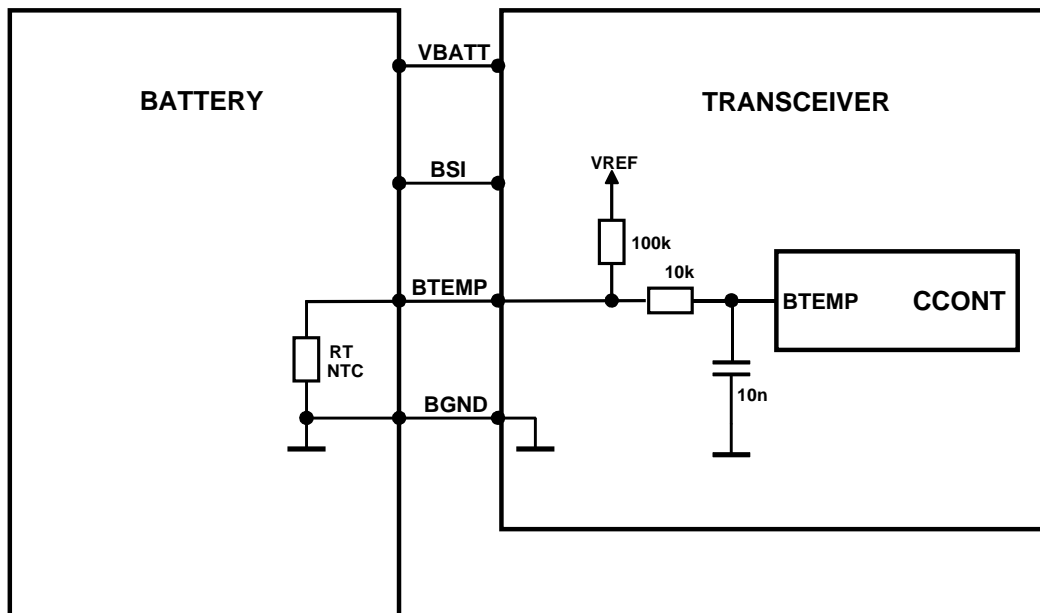 VBATT
BATTERY
TRANSCEIVER
BSI
VREF
100k
BTEMP
10k
BTEMP
CCONT
RT
NTC
10n
BGND